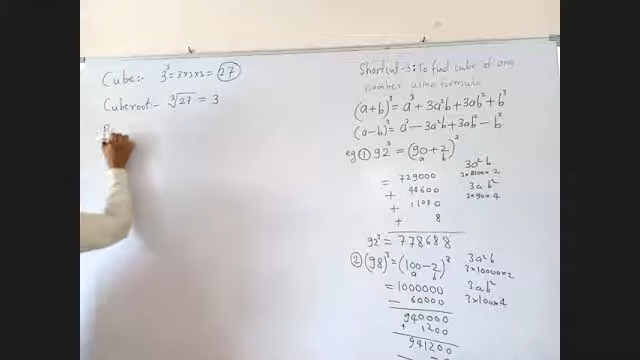 Cube:- 3³ = 3×3×3 = 27
Cuberoot:- ∛27 = 3
Shortcut-3: To find cube of any
number using formula
(a+b)³ = a³ + 3a²b + 3ab² + b³
(a-b)³ = a³ - 3a²b + 3ab² - b³
eg ① 92³ = (90 + 2)³
a b
3a²b
3×8100×2
= 729000
3ab²
+ 48600
3×90×4
+ 1080
+ 8
92³ = 778688
② (98)³ = (100 - 2)³
a b
3a²b
3×10000×2
= 1000000
3ab²
- 60000
3×100×4
940000
+ 1200
941200